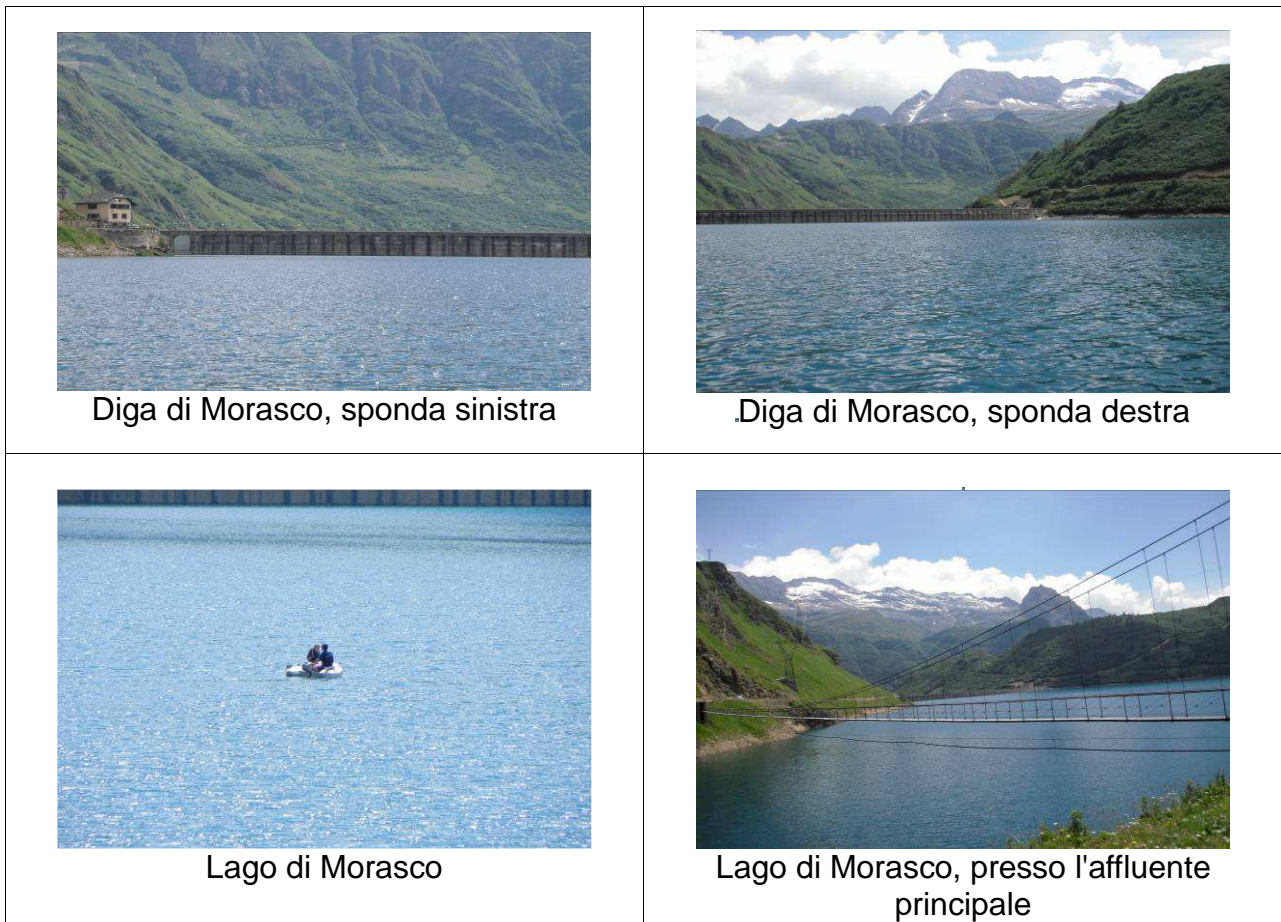 Diga di Morasco, sponda sinistra
Diga di Morasco, sponda destra
Lago di Morasco
Lago di Morasco, presso l'affluente
principale